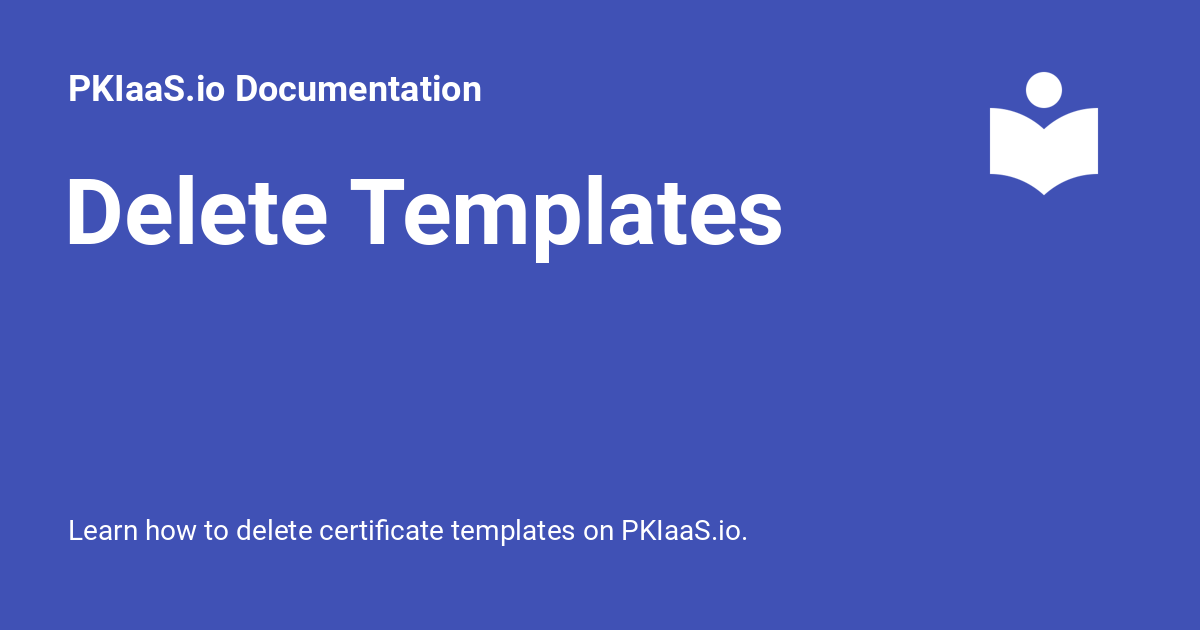 PKIaaS.io Documentation
Delete Templates
Learn how to delete certificate templates on PKIaaS.io.